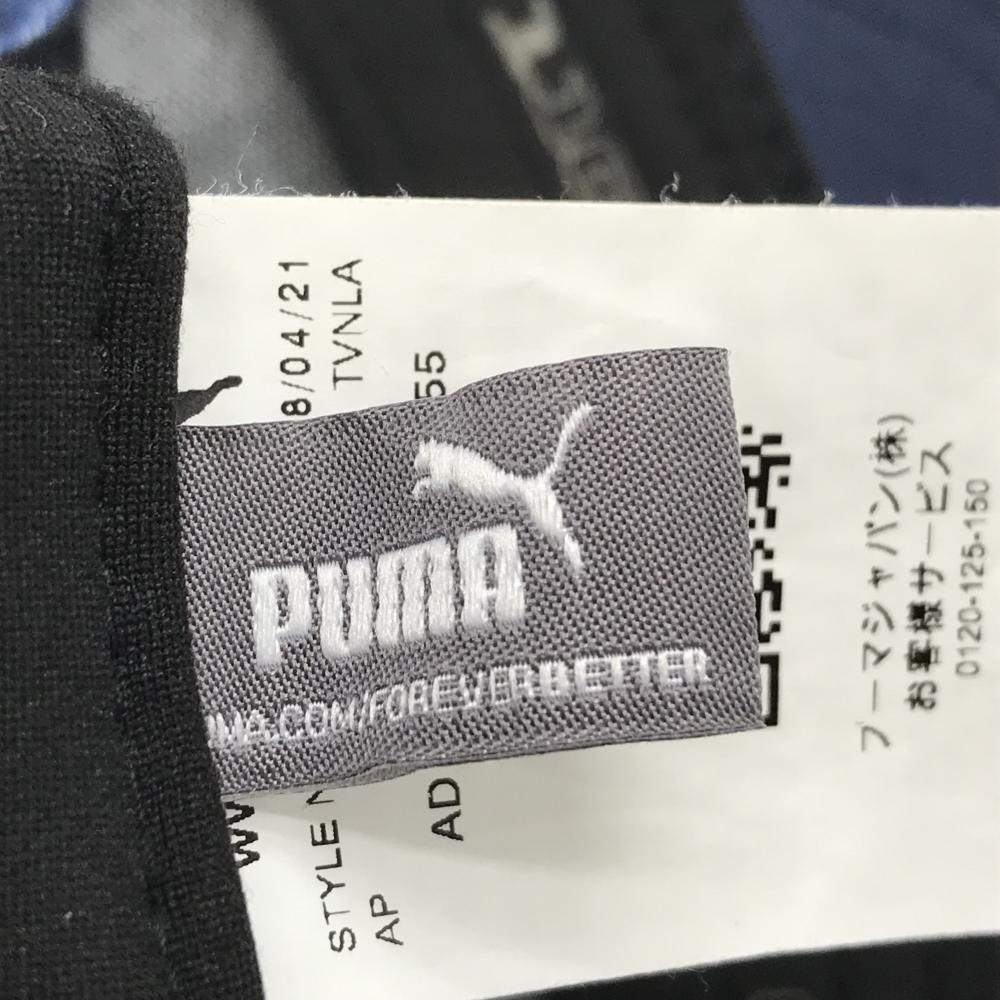 PUMA
.COM/FOREVERBETTER
8/04/21
TVNLA
55
STYLE N
AP
AD
プーマジャパン(株)
お客様サービス
0120-125-150